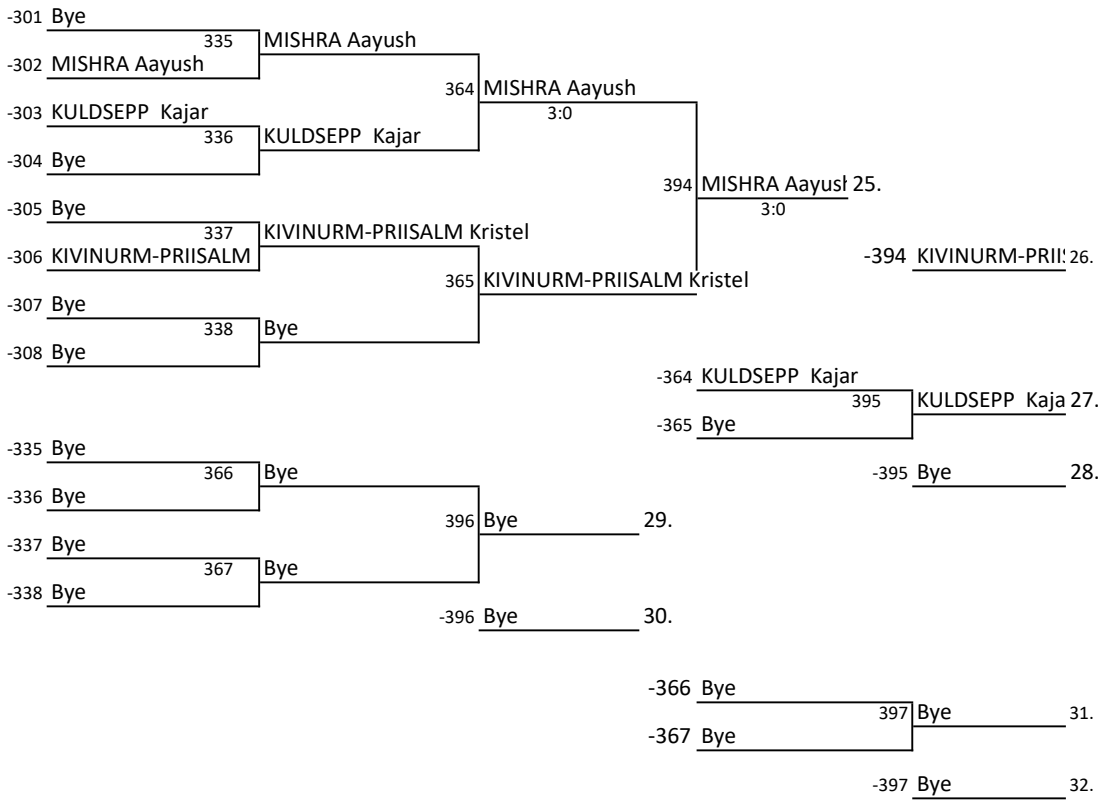 -301 Bye
335 MISHRA Aayush
-302 MISHRA Aayush
364 MISHRA Aayush
3:0
-303 KULDSEPP Kajar
336 KULDSEPP Kajar
-304 Bye
394 MISHRA Aayush 25.
3:0
-305 Bye
337 KIVINURM-PRIISALM Kristel
-306 KIVINURM-PRIISALM
-394 KIVINURM-PRII 26.
365 KIVINURM-PRIISALM Kristel
-307 Bye
338 Bye
-308 Bye
-364 KULDSEPP Kajar
395 KULDSEPP Kaja 27.
-365 Bye
-335 Bye
366 Bye
-395 Bye 28.
-336 Bye
396 Bye 29.
-337 Bye
367 Bye
-338 Bye
-396 Bye 30.
-366 Bye
397 Bye 31.
-367 Bye
-397 Bye 32.